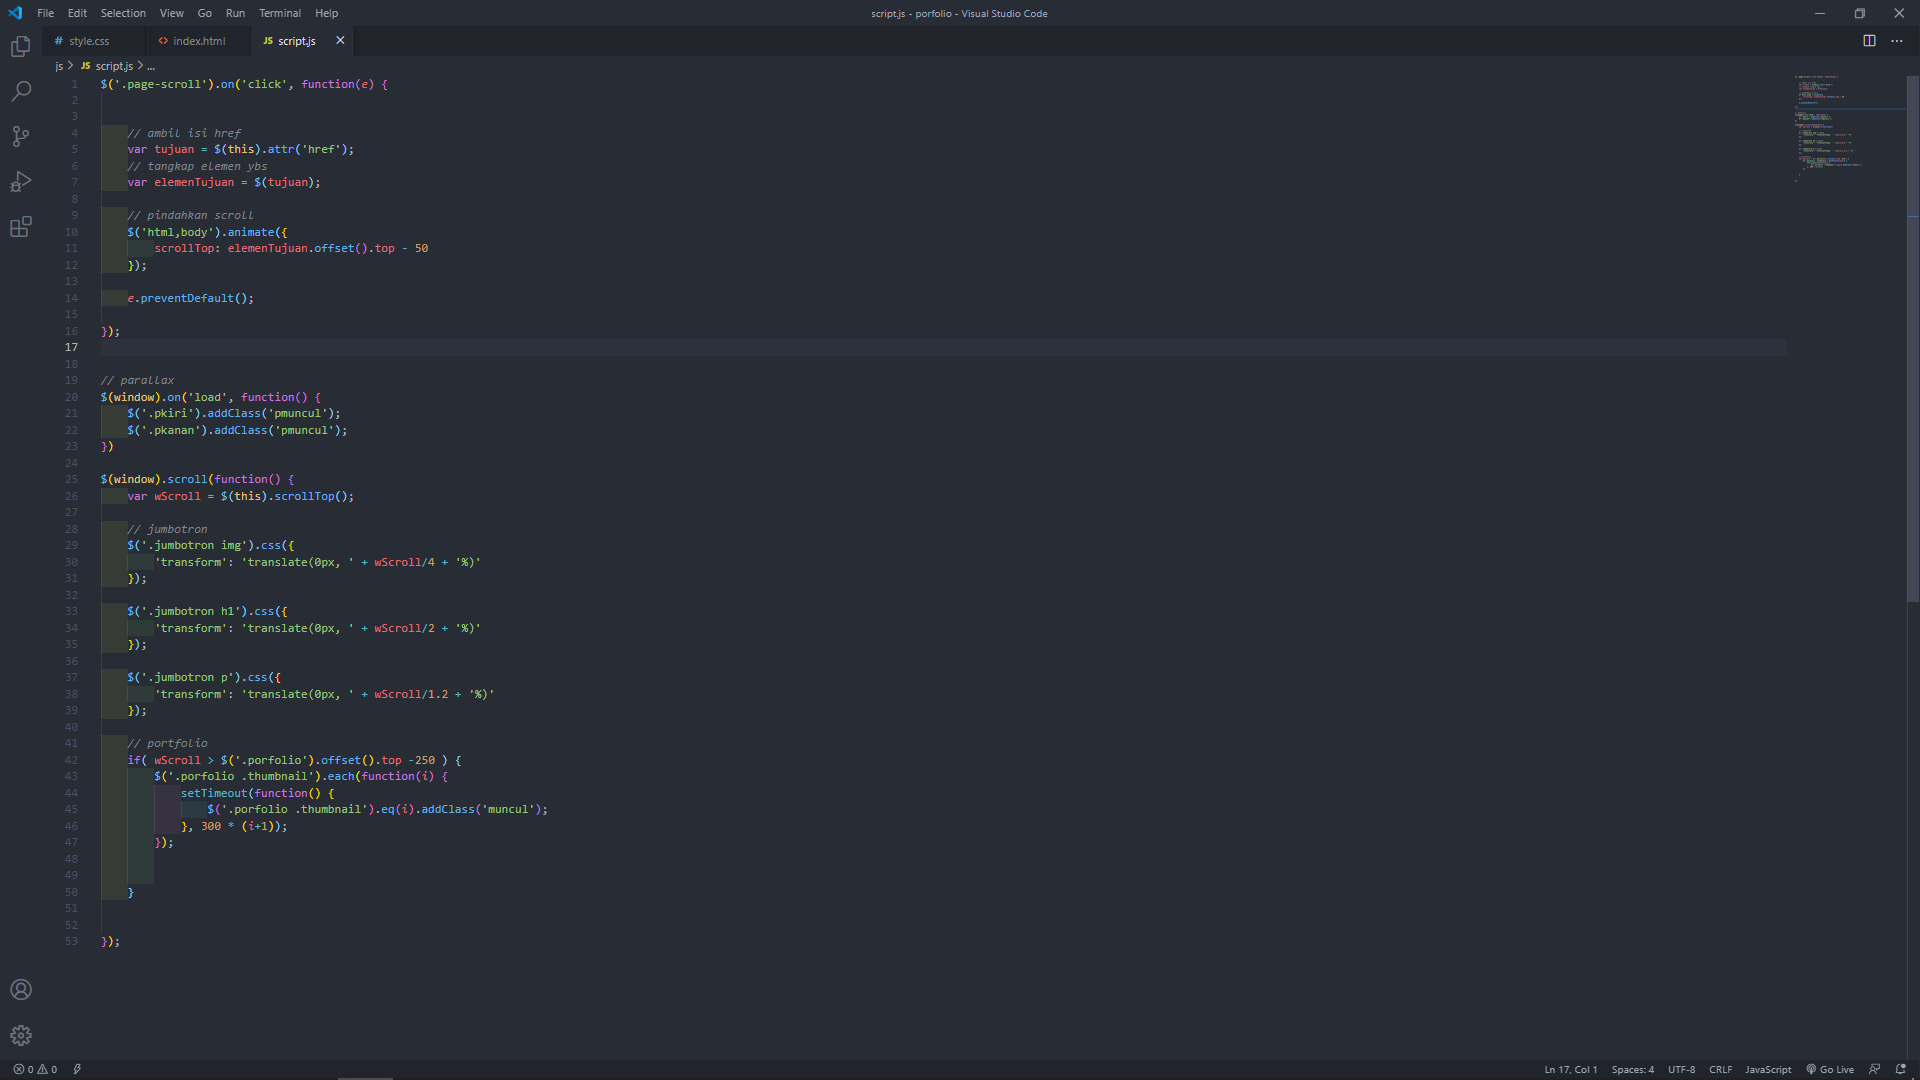 File Edit Selection View Go Run Terminal Help
script.js - porfolio - Visual Studio Code
# style.css
<> index.html
JS script.js
js > JS script.js > ...
1 $('.page-scroll').on('click', function(e) {
2
3
4 // ambil isi href
5 var tujuan = $(this).attr('href');
6 // tangkap elemen ybs
7 var elemenTujuan = $(tujuan);
8
9 // pindahkan scroll
10 $('html,body').animate({
11 scrollTop: elemenTujuan.offset().top - 50
12 });
13
14 e.preventDefault();
15
16 });
17
18
19 // parallax
20 $(window).on('load', function() {
21 $('.pkiri').addClass('pmuncul');
22 $('.pkanan').addClass('pmuncul');
23 })
24
25 $(window).scroll(function() {
26 var wScroll = $(this).scrollTop();
27
28 // jumbotron
29 $('.jumbotron img').css({
30 'transform': 'translate(0px, ' + wScroll/4 + '%)'
31 });
32
33 $('.jumbotron h1').css({
34 'transform': 'translate(0px, ' + wScroll/2 + '%)'
35 });
36
37 $('.jumbotron p').css({
38 'transform': 'translate(0px, ' + wScroll/1.2 + '%)'
39 });
40
41 // portfolio
42 if( wScroll > $('.porfolio').offset().top -250 ) {
43 $('.porfolio .thumbnail').each(function(i) {
44 setTimeout(function() {
45 $('.porfolio .thumbnail').eq(i).addClass('muncul');
46 }, 300 * (i+1));
47 });
48
49
50 }
51
52
53 });
0 0
Ln 17, Col 1 Spaces: 4 UTF-8 CRLF JavaScript Go Live